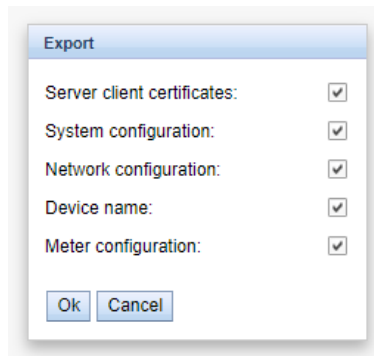 Export
Server client certificates:
System configuration:
Network configuration:
Device name:
Meter configuration:
Ok Cancel